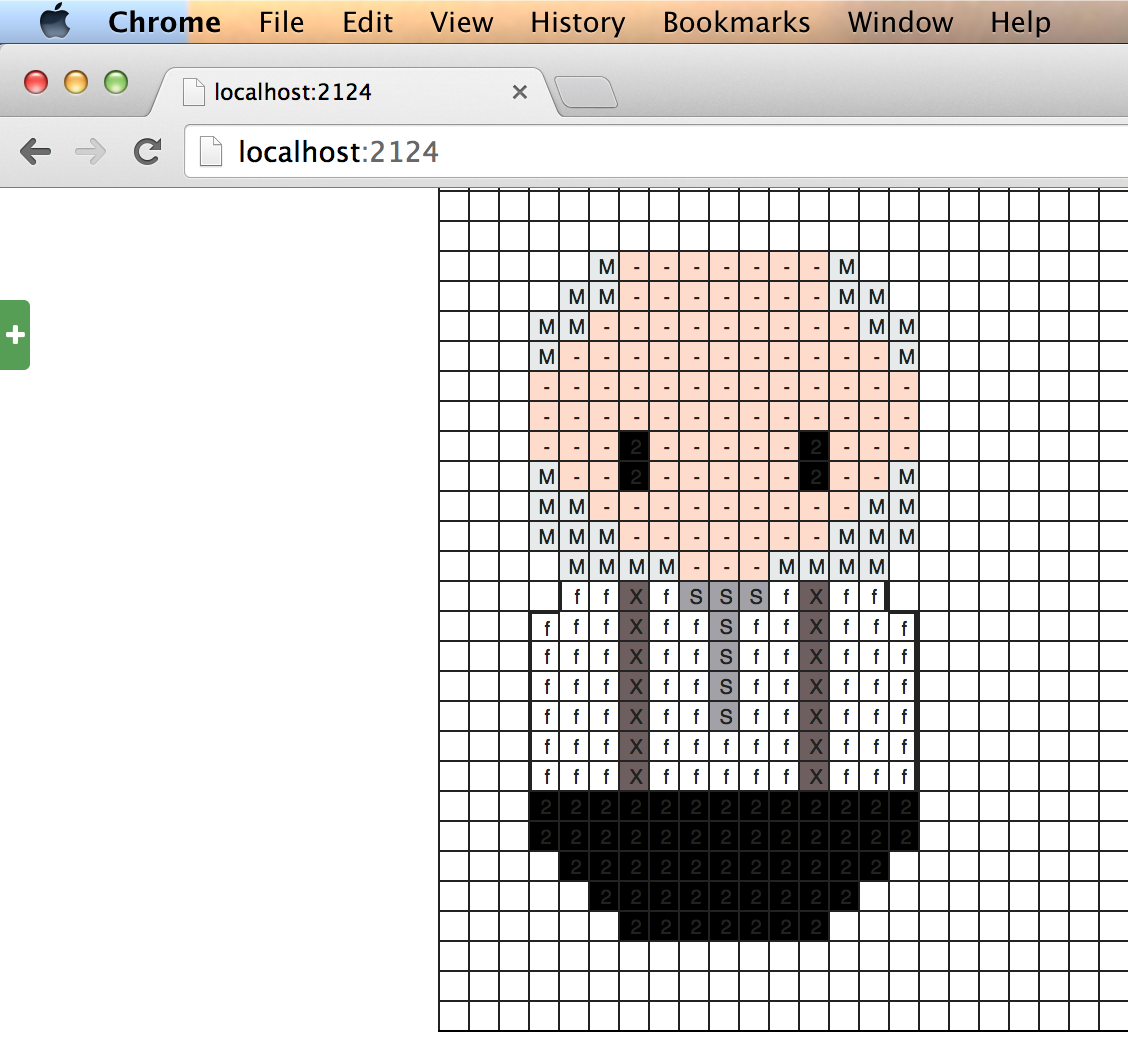 Chrome File Edit View History Bookmarks Window Help
localhost:2124
localhost:2124
M - - - - - - - M
M M - - - - - - - M M
M M - - - - - - - - - M M
M - - - - - - - - - - - M
- - - - - - - - - - - - -
- - - - - - - - - - - - -
- - - 2 - - - - - 2 - - -
M - - 2 - - - - - 2 - - M
M M - - - - - - - - - M M
M M M - - - - - - - M M M
M M M M - - - M M M M
f f X f S S S f X f f
f f f X f f S f f X f f f
f f f X f f S f f X f f f
f f f X f f S f f X f f f
f f f X f f S f f X f f f
f f f X f f f f f X f f f
f f f X f f f f f X f f f
2 2 2 2 2 2 2 2 2 2 2 2 2
2 2 2 2 2 2 2 2 2 2 2 2 2
2 2 2 2 2 2 2 2 2 2 2
2 2 2 2 2 2 2 2 2
2 2 2 2 2 2 2